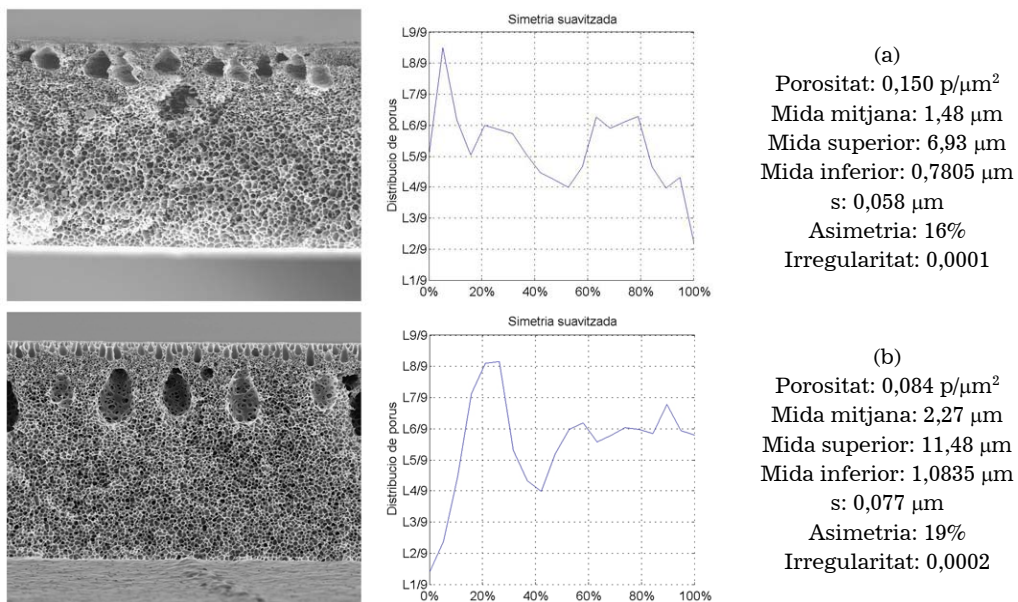 Simetria suavitzada
Distribucio de porus
L9/9
L8/9
L7/9
L6/9
L5/9
L4/9
L3/9
L2/9
L1/9
0% 20% 40% 60% 80% 100%
(a)
Porositat: 0,150 p/μm²
Mida mitjana: 1,48 μm
Mida superior: 6,93 μm
Mida inferior: 0,7805 μm
s: 0,058 μm
Asimetria: 16%
Irregularitat: 0,0001
Simetria suavitzada
Distribucio de porus
L9/9
L8/9
L7/9
L6/9
L5/9
L4/9
L3/9
L2/9
L1/9
0% 20% 40% 60% 80% 100%
(b)
Porositat: 0,084 p/μm²
Mida mitjana: 2,27 μm
Mida superior: 11,48 μm
Mida inferior: 1,0835 μm
s: 0,077 μm
Asimetria: 19%
Irregularitat: 0,0002